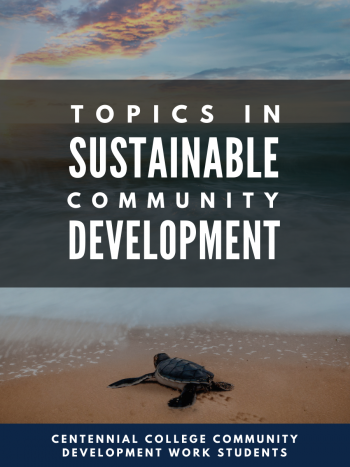 TOPICS IN
SUSTAINABLE
COMMUNITY
DEVELOPMENT
CENTENNIAL COLLEGE COMMUNITY
DEVELOPMENT WORK STUDENTS